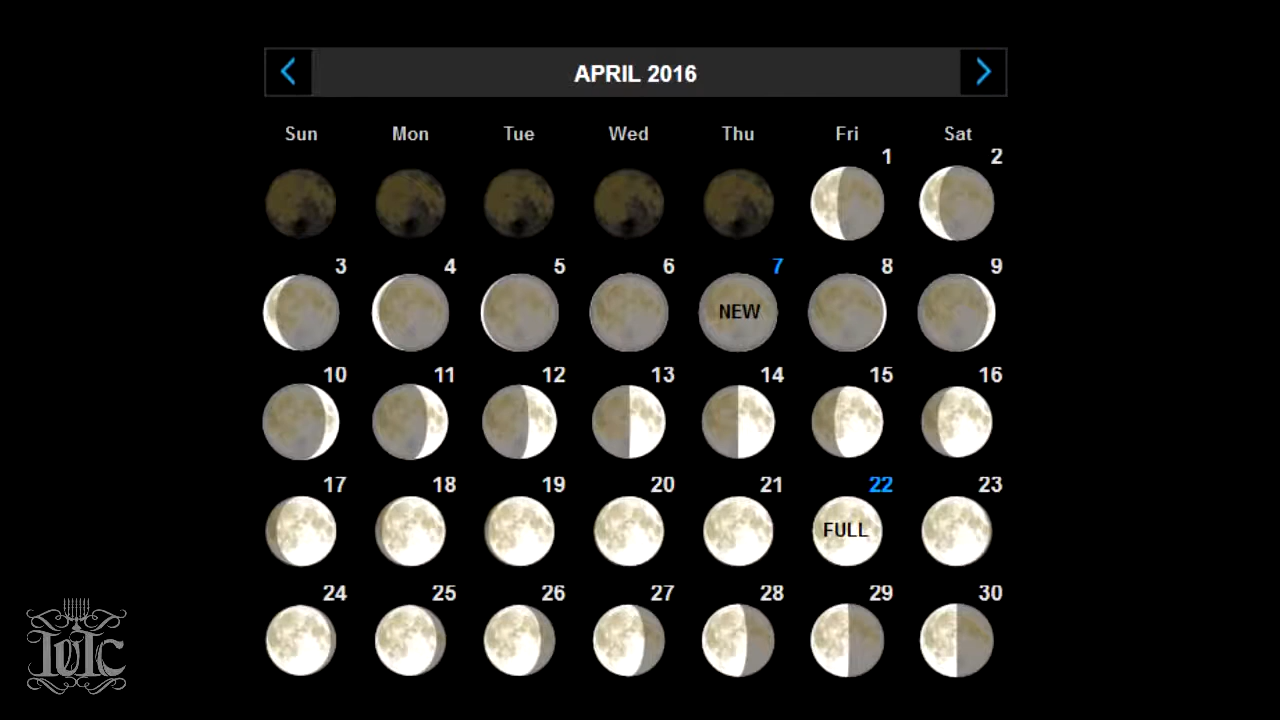 APRIL 2016
Sun Mon Tue Wed Thu Fri Sat
1 2
3 4 5 6 7 8 9
NEW
10 11 12 13 14 15 16
17 18 19 20 21 22 23
FULL
24 25 26 27 28 29 30
IUIC